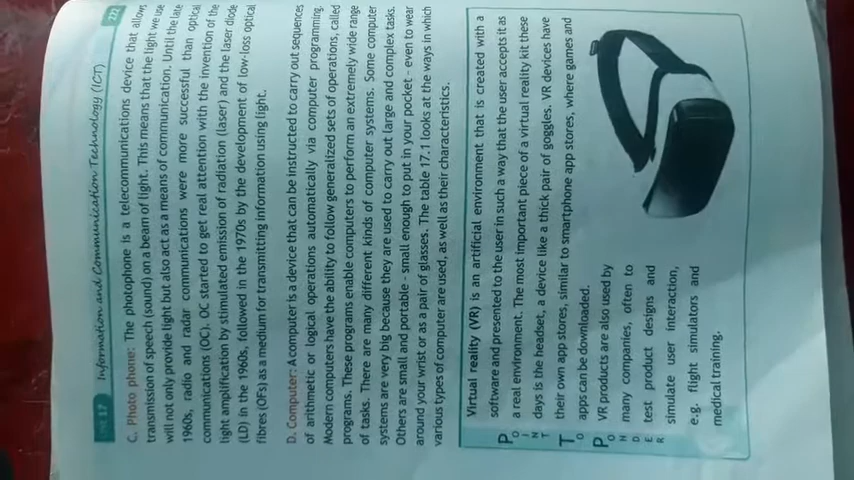 UNIT 17 Information and Communication Technology (ICT) 272
C. Photo phone: The photophone is a telecommunications device that allows
transmission of speech (sound) on a beam of light. This means that the light we use
will not only provide light but also act as a means of communication. Until the late
1960s, radio and radar communications were more successful than optical
communications (OC). OC started to get real attention with the invention of the
light amplification by stimulated emission of radiation (laser) and the laser diode
(LD) in the 1960s, followed in the 1970s by the development of low-loss optical
fibres (OFs) as a medium for transmitting information using light.
D. Computer: A computer is a device that can be instructed to carry out sequences
of arithmetic or logical operations automatically via computer programming.
Modern computers have the ability to follow generalized sets of operations, called
programs. These programs enable computers to perform an extremely wide range
of tasks. There are many different kinds of computer systems. Some computer
systems are very big because they are used to carry out large and complex tasks.
Others are small and portable - small enough to put in your pocket - even to wear
around your wrist or as a pair of glasses. The table 17.1 looks at the ways in which
various types of computer are used, as well as their characteristics.
POINT TO PONDER
Virtual reality (VR) is an artificial environment that is created with a
software and presented to the user in such a way that the user accepts it as
a real environment. The most important piece of a virtual reality kit these
days is the headset, a device like a thick pair of goggles. VR devices have
their own app stores, similar to smartphone app stores, where games and
apps can be downloaded.
VR products are also used by
many companies, often to
test product designs and
simulate user interaction,
e.g. flight simulators and
medical training.